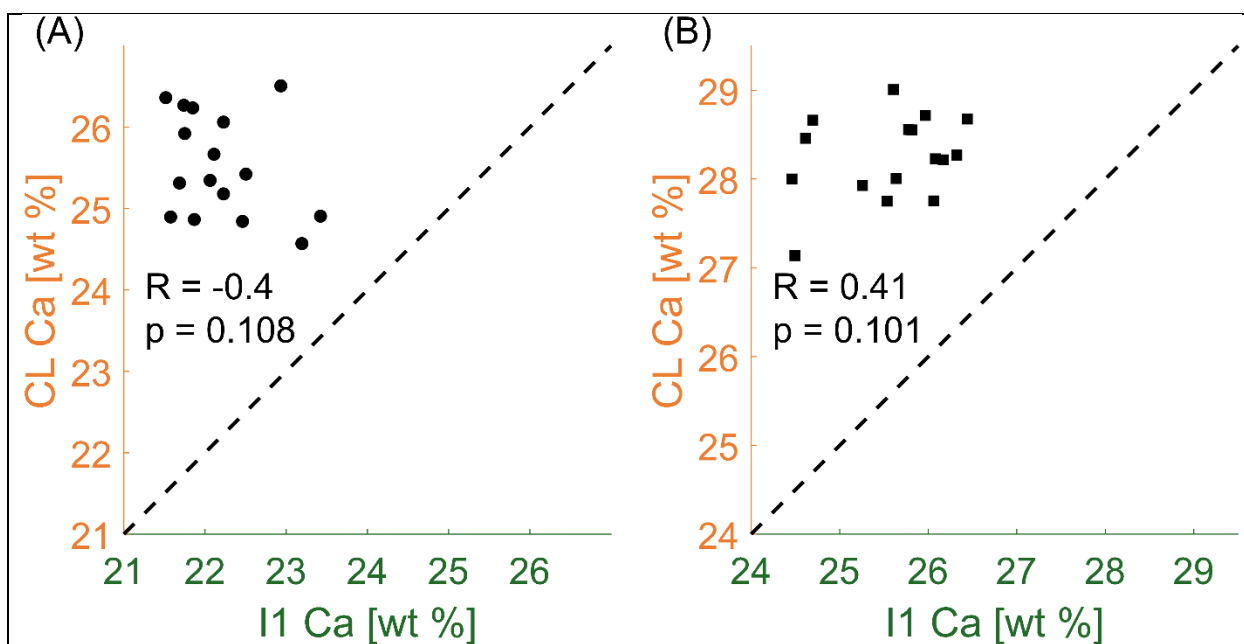 (A)
CL Ca [wt %]
26
25
24
23
22
21
R = -0.4
p = 0.108
21 22 23 24 25 26
I1 Ca [wt %]
(B)
CL Ca [wt %]
29
28
27
26
25
24
R = 0.41
p = 0.101
24 25 26 27 28 29
I1 Ca [wt %]